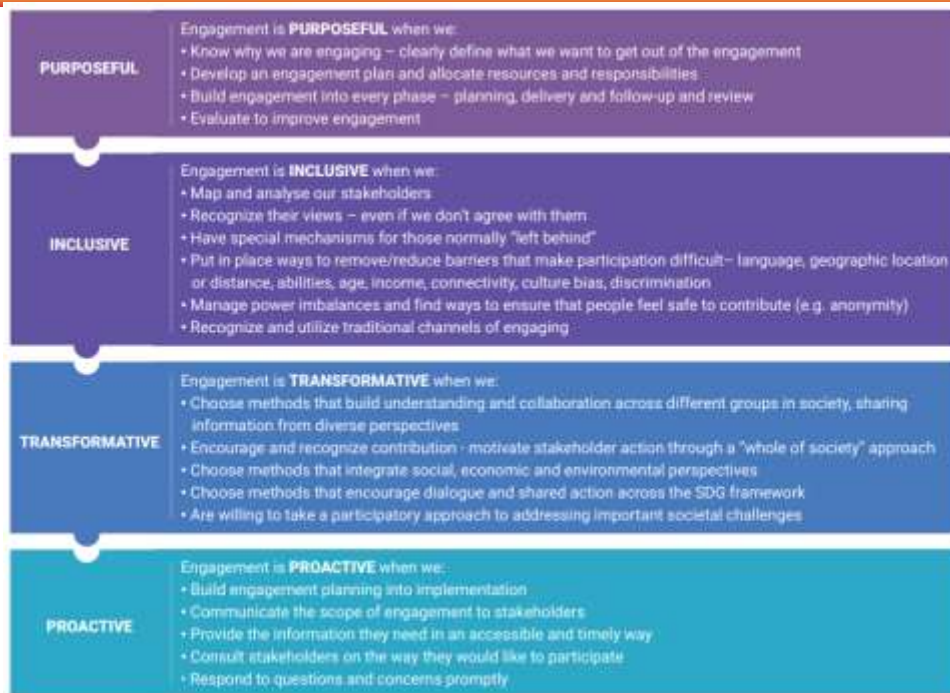 PURPOSEFUL
Engagement is PURPOSEFUL when we:
• Know why we are engaging – clearly define what we want to get out of the engagement
• Develop an engagement plan and allocate resources and responsibilities
• Build engagement into every phase – planning, delivery and follow-up and review
• Evaluate to improve engagement
INCLUSIVE
Engagement is INCLUSIVE when we:
• Map and analyse our stakeholders
• Recognize their views – even if we don't agree with them
• Have special mechanisms for those normally "left behind"
• Put in place ways to remove/reduce barriers that make participation difficult– language, geographic location
or distance, abilities, age, income, connectivity, culture bias, discrimination
• Manage power imbalances and find ways to ensure that people feel safe to contribute (e.g. anonymity)
• Recognize and utilize traditional channels of engaging
TRANSFORMATIVE
Engagement is TRANSFORMATIVE when we:
• Choose methods that build understanding and collaboration across different groups in society, sharing
information from diverse perspectives
• Encourage and recognize contribution - motivate stakeholder action through a "whole of society" approach
• Choose methods that integrate social, economic and environmental perspectives
• Choose methods that encourage dialogue and shared action across the SDG framework
• Are willing to take a participatory approach to addressing important societal challenges
PROACTIVE
Engagement is PROACTIVE when we:
• Build engagement planning into implementation
• Communicate the scope of engagement to stakeholders
• Provide the information they need in an accessible and timely way
• Consult stakeholders on the way they would like to participate
• Respond to questions and concerns promptly